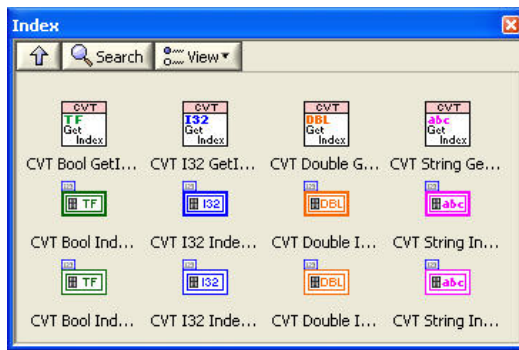 Index
Search View
CVT CVT CVT CVT
TF I32 DBL abc
Get Get Get Get
Index Index Index Index
CVT Bool GetI... CVT I32 GetI... CVT Double G... CVT String Ge...
TF I32 DBL abc
CVT Bool Ind... CVT I32 Inde... CVT Double I... CVT String In...
TF I32 DBL abc
CVT Bool Ind... CVT I32 Inde... CVT Double I... CVT String In...